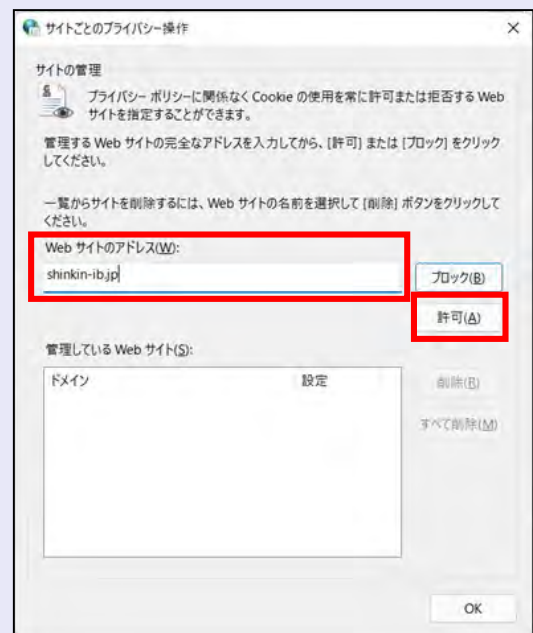 サイトごとのプライバシー操作
サイトの管理
プライバシー ポリシーに関係なく Cookie の使用を常に許可または拒否する Web
サイトを指定することができます。
管理する Web サイトの完全なアドレスを入力してから、[許可] または [ブロック] をクリック
してください。
一覧からサイトを削除するには、Web サイトの名前を選択して [削除] ボタンをクリックして
ください。
Web サイトのアドレス(W):
shinkin-ib.jp
ブロック(B)
許可(A)
管理している Web サイト(S):
ドメイン 設定
削除(R)
すべて削除(M)
OK